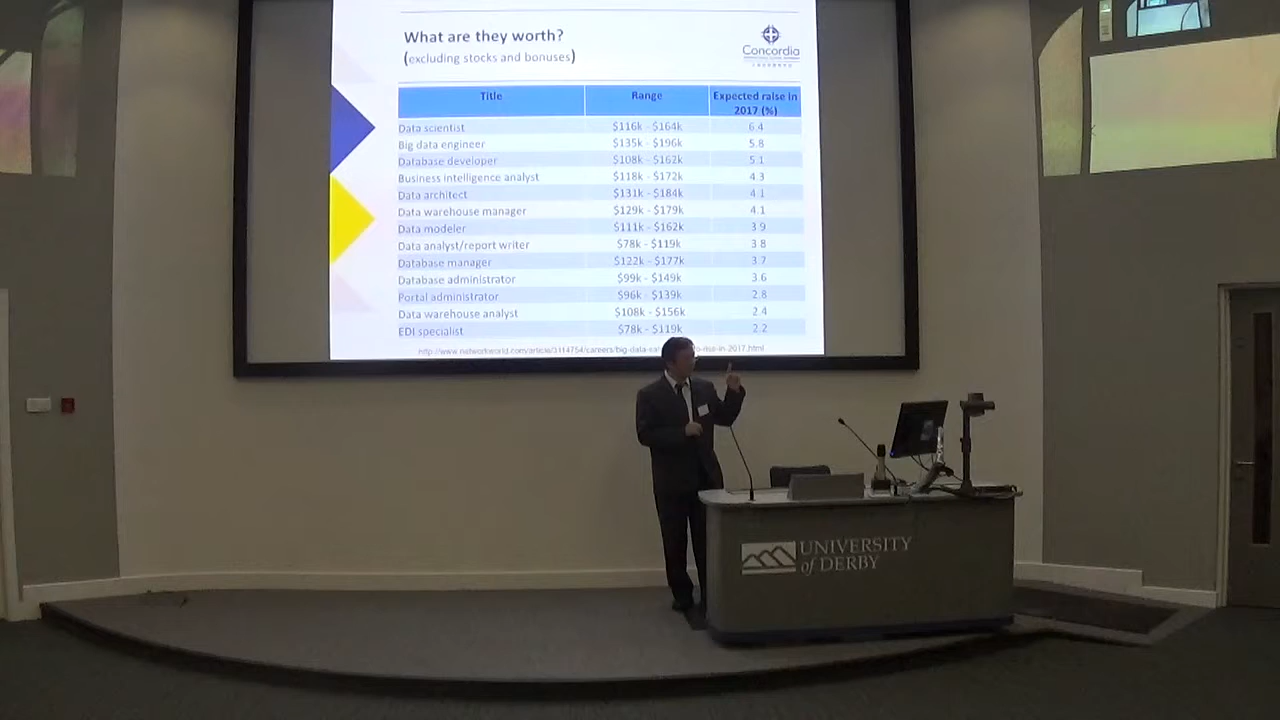 What are they worth?
(excluding stocks and bonuses)
Concordia
Title Range Expected raise in
2017 (%)
Data scientist $116k - $164k 6.4
Big data engineer $135k - $196k 5.8
Database developer $108k - $162k 5.1
Business intelligence analyst $118k - $172k 4.3
Data architect $131k - $184k 4.1
Data warehouse manager $129k - $179k 4.1
Data modeler $111k - $162k 3.9
Data analyst/report writer $78k - $119k 3.8
Database manager $122k - $177k 3.7
Database administrator $99k - $149k 3.6
Portal administrator $96k - $139k 2.8
Data warehouse analyst $108k - $156k 2.4
EDI specialist $78k - $119k 2.2
UNIVERSITY
of DERBY